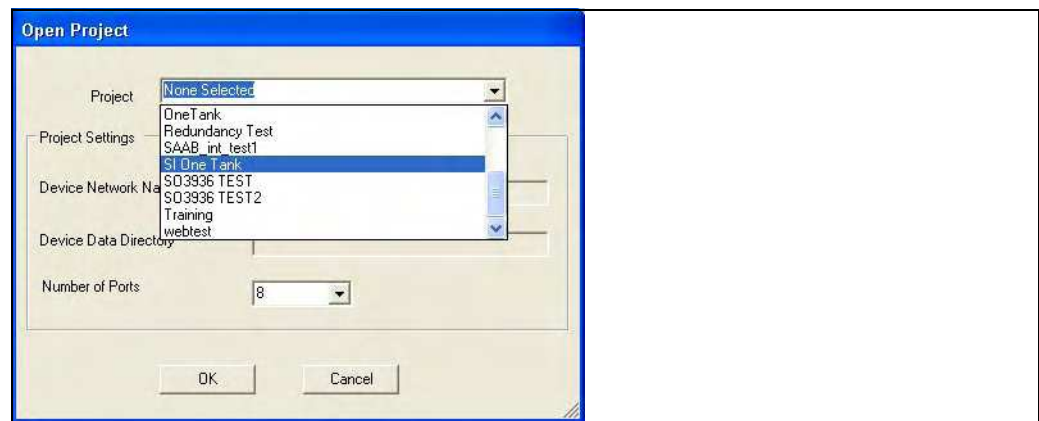 Open Project
Project
None Selected
OneTank
Redundancy Test
SAAB_int_test1
SI One Tank
SO3936 TEST
SO3936 TEST2
Training
webtest
Project Settings
Device Network Na
Device Data Directory
Number of Ports
8
OK
Cancel